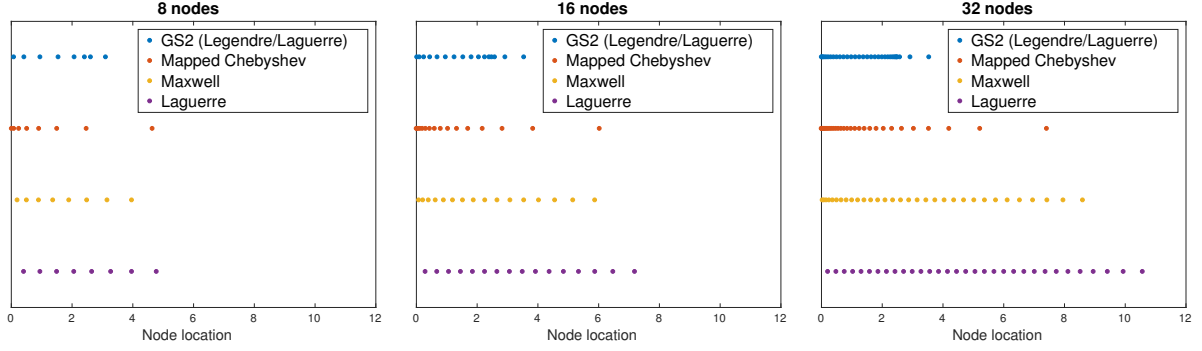 8 nodes
GS2 (Legendre/Laguerre)
Mapped Chebyshev
Maxwell
Laguerre
0 2 4 6 8 10 12
Node location
16 nodes
GS2 (Legendre/Laguerre)
Mapped Chebyshev
Maxwell
Laguerre
0 2 4 6 8 10 12
Node location
32 nodes
GS2 (Legendre/Laguerre)
Mapped Chebyshev
Maxwell
Laguerre
0 2 4 6 8 10 12
Node location